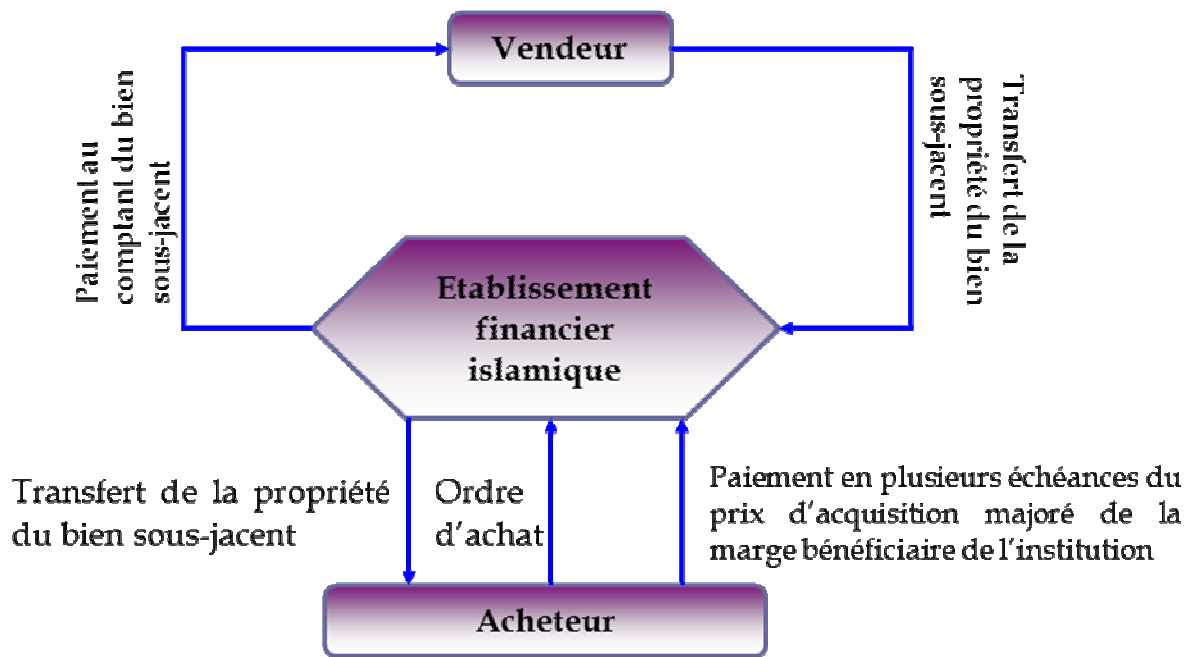 Vendeur
Paiement au
comptant du bien
sous-jacent
Transfert de la
propriété du bien
sous-jacent
Etablissement
financier
islamique
Transfert de la propriété
du bien sous-jacent
Ordre
d'achat
Paiement en plusieurs échéances du
prix d'acquisition majoré de la
marge bénéficiaire de l'institution
Acheteur